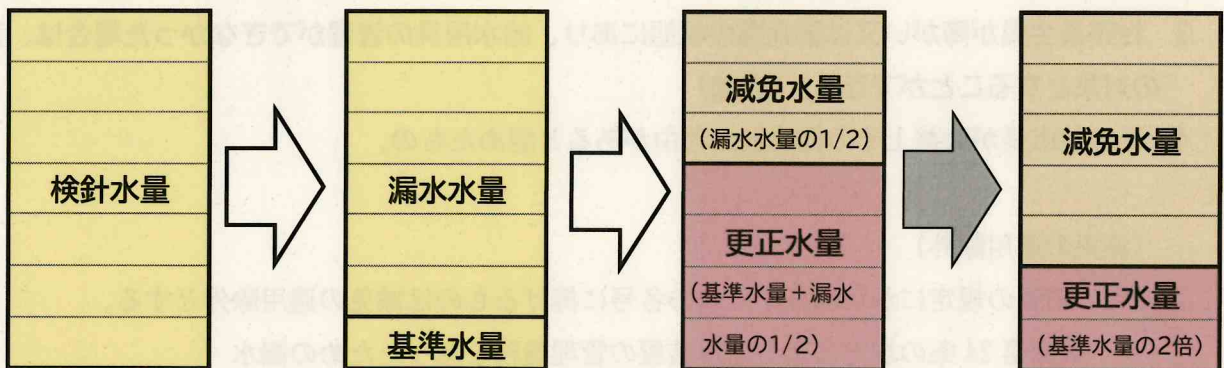 検針水量
漏水水量
基準水量
減免水量
(漏水水量の1/2)
更正水量
(基準水量+漏水
水量の1/2)
減免水量
更正水量
(基準水量の2倍)